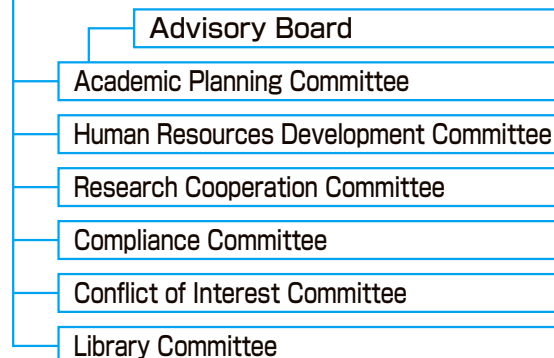 Advisory Board
Academic Planning Committee
Human Resources Development Committee
Research Cooperation Committee
Compliance Committee
Conflict of Interest Committee
Library Committee